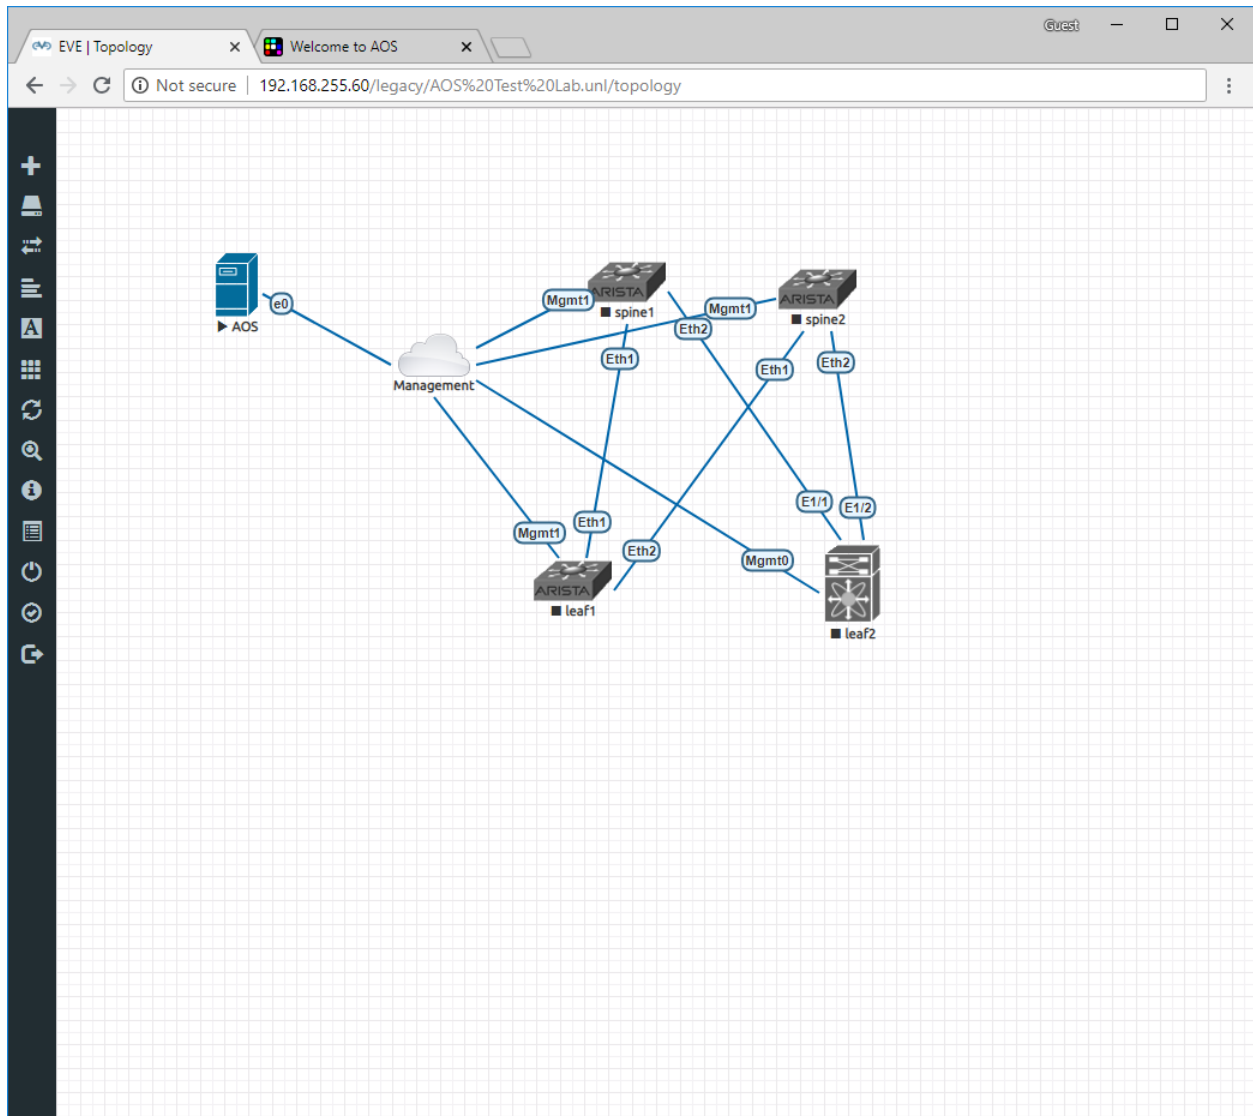 Guest
EVE | Topology
Welcome to AOS
Not secure | 192.168.255.60/legacy/AOS%20Test%20Lab.unl/topology
A
e0
AOS
Management
Mgmt1
ARISTA
spine1
Eth2
Eth1
Mgmt1
ARISTA
spine2
Eth1
Eth2
Mgmt1
Eth1
Eth2
ARISTA
leaf1
E1/1
E1/2
Mgmt0
leaf2